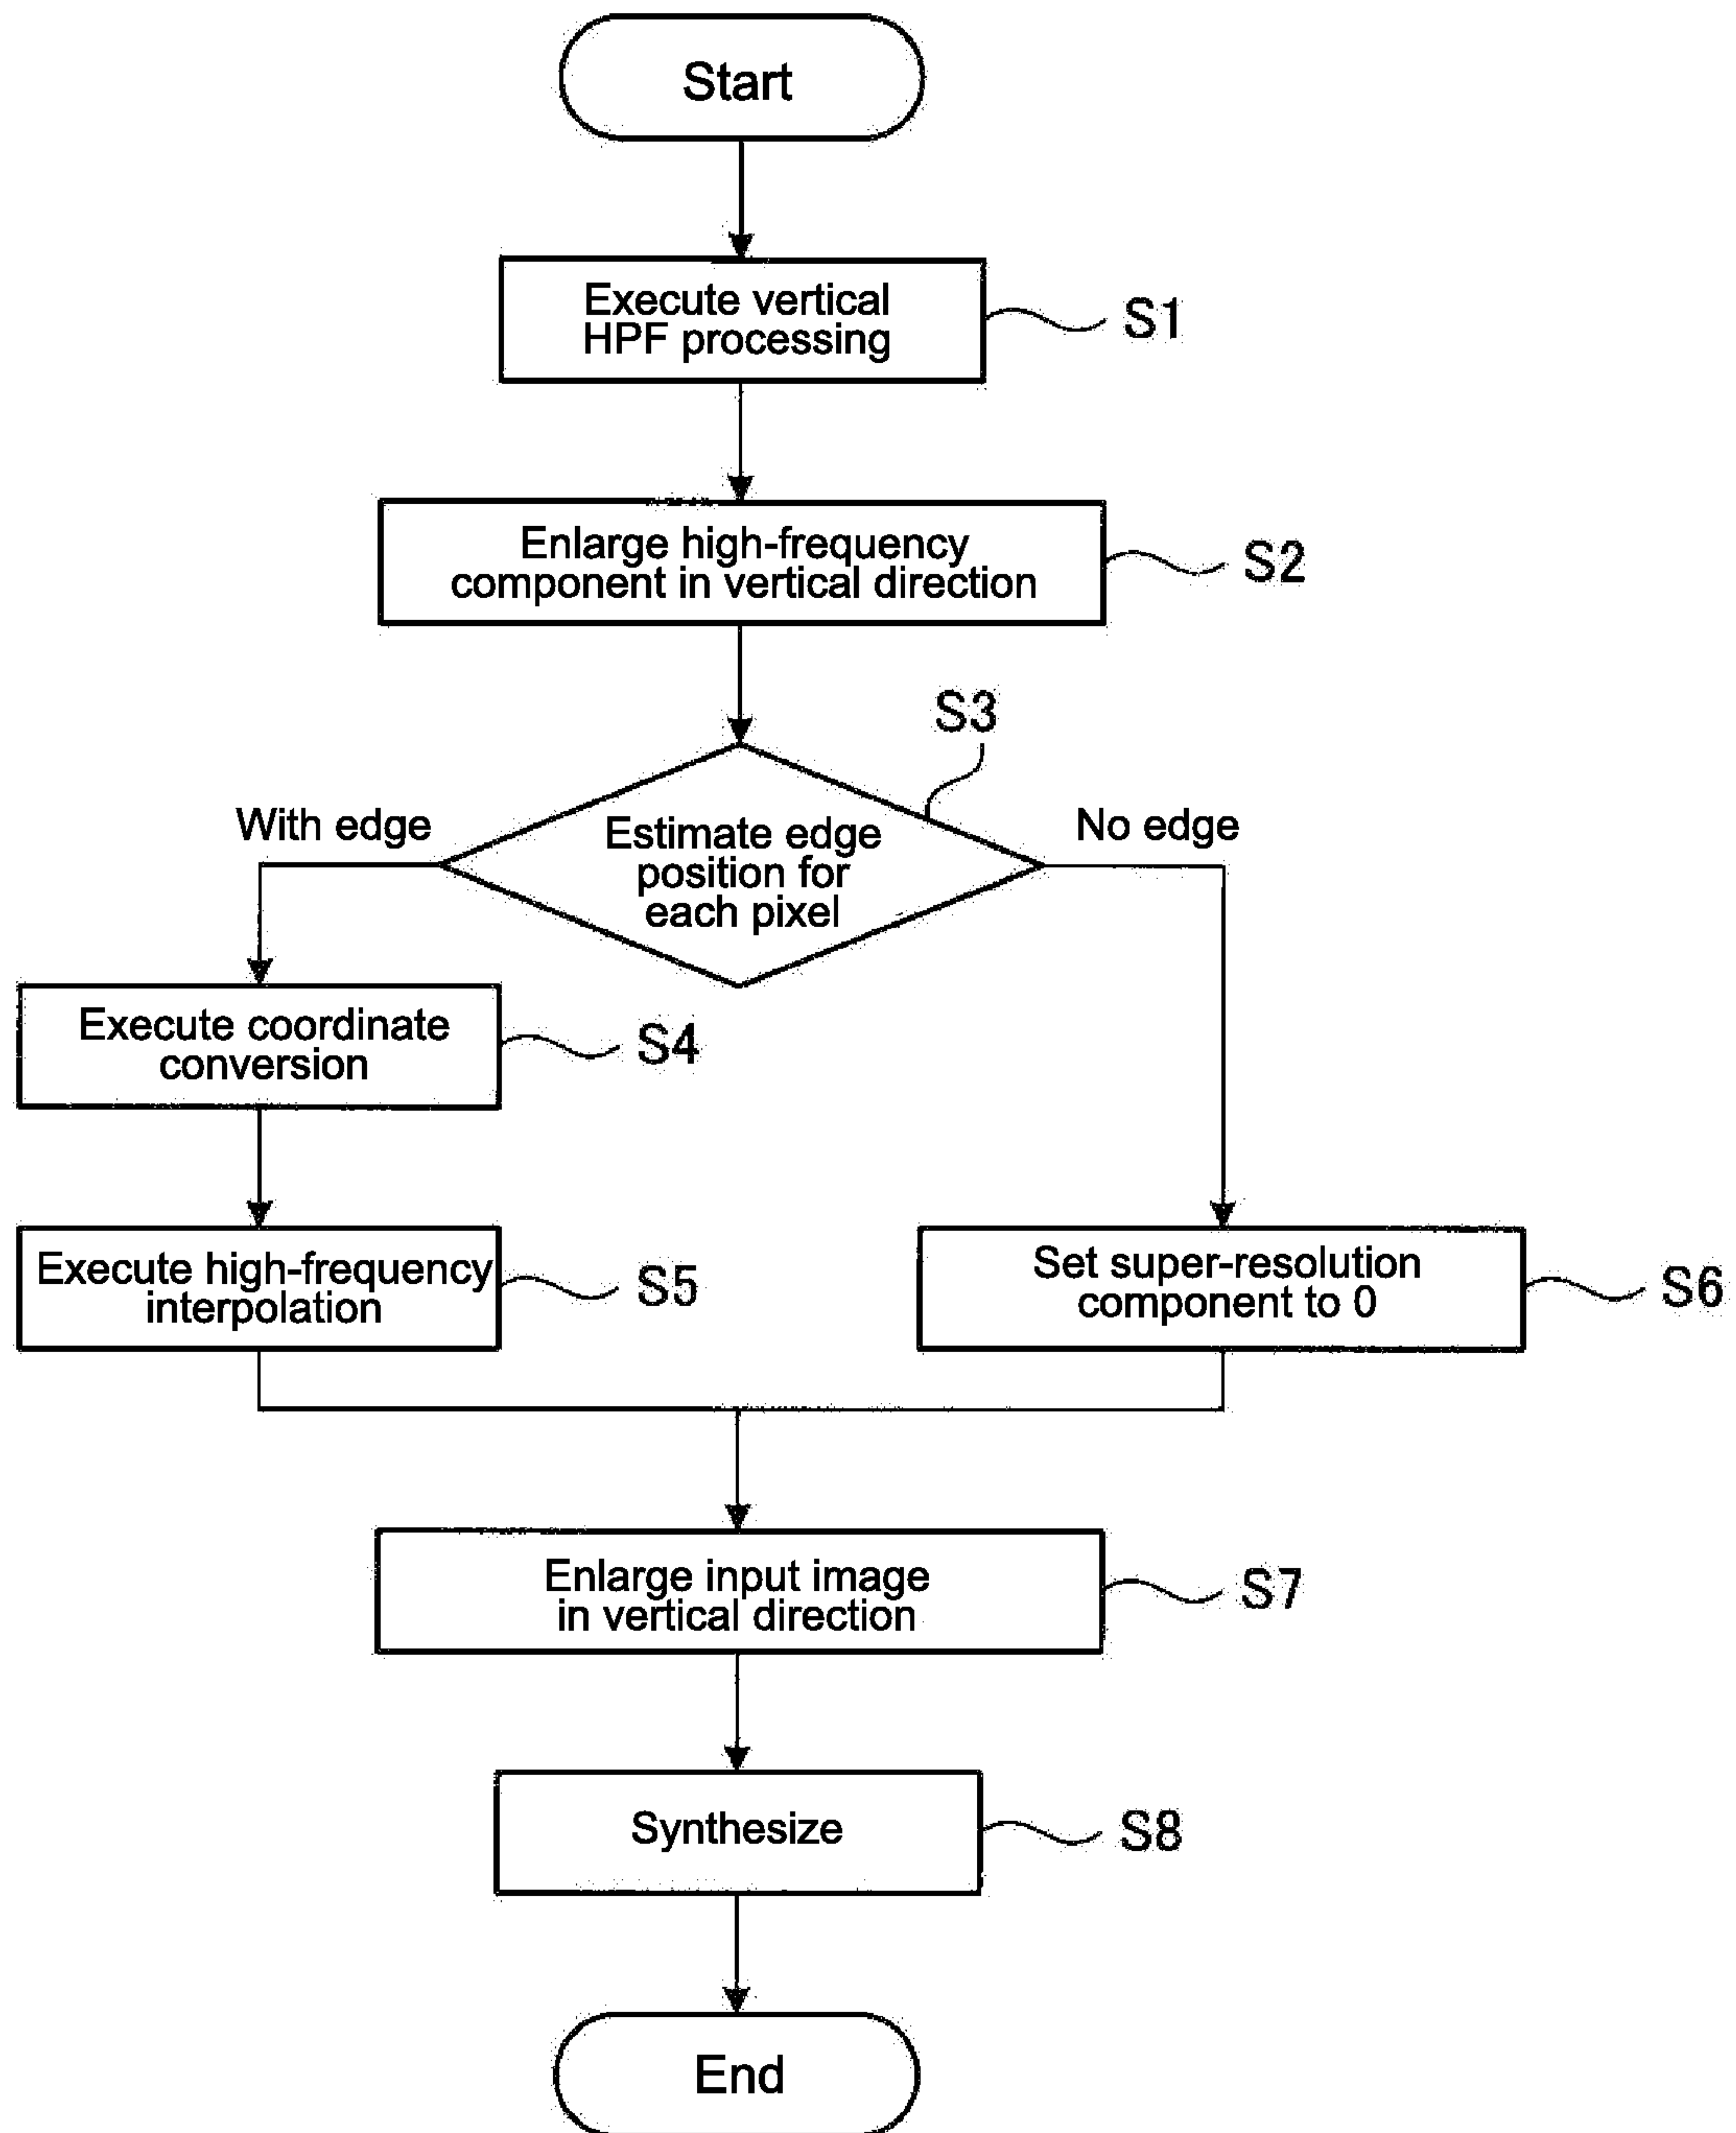 Start
Execute vertical
HPF processing
S1
Enlarge high-frequency
component in vertical direction
S2
S3
With edge
Estimate edge
position for
each pixel
No edge
Execute coordinate
conversion
S4
Execute high-frequency
interpolation
S5
Set super-resolution
component to 0
S6
Enlarge input image
in vertical direction
S7
Synthesize
S8
End